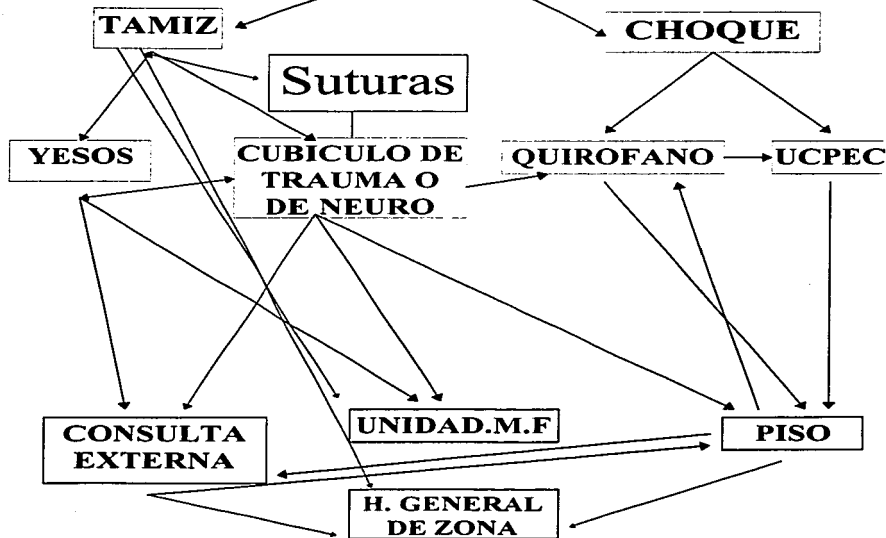 TAMIZ
CHOQUE
Suturas
YESOS
CUBICULO DE
TRAUMA O
DE NEURO
QUIROFANO
UCPEC
CONSULTA
EXTERNA
UNIDAD.M.F
PISO
H. GENERAL
DE ZONA